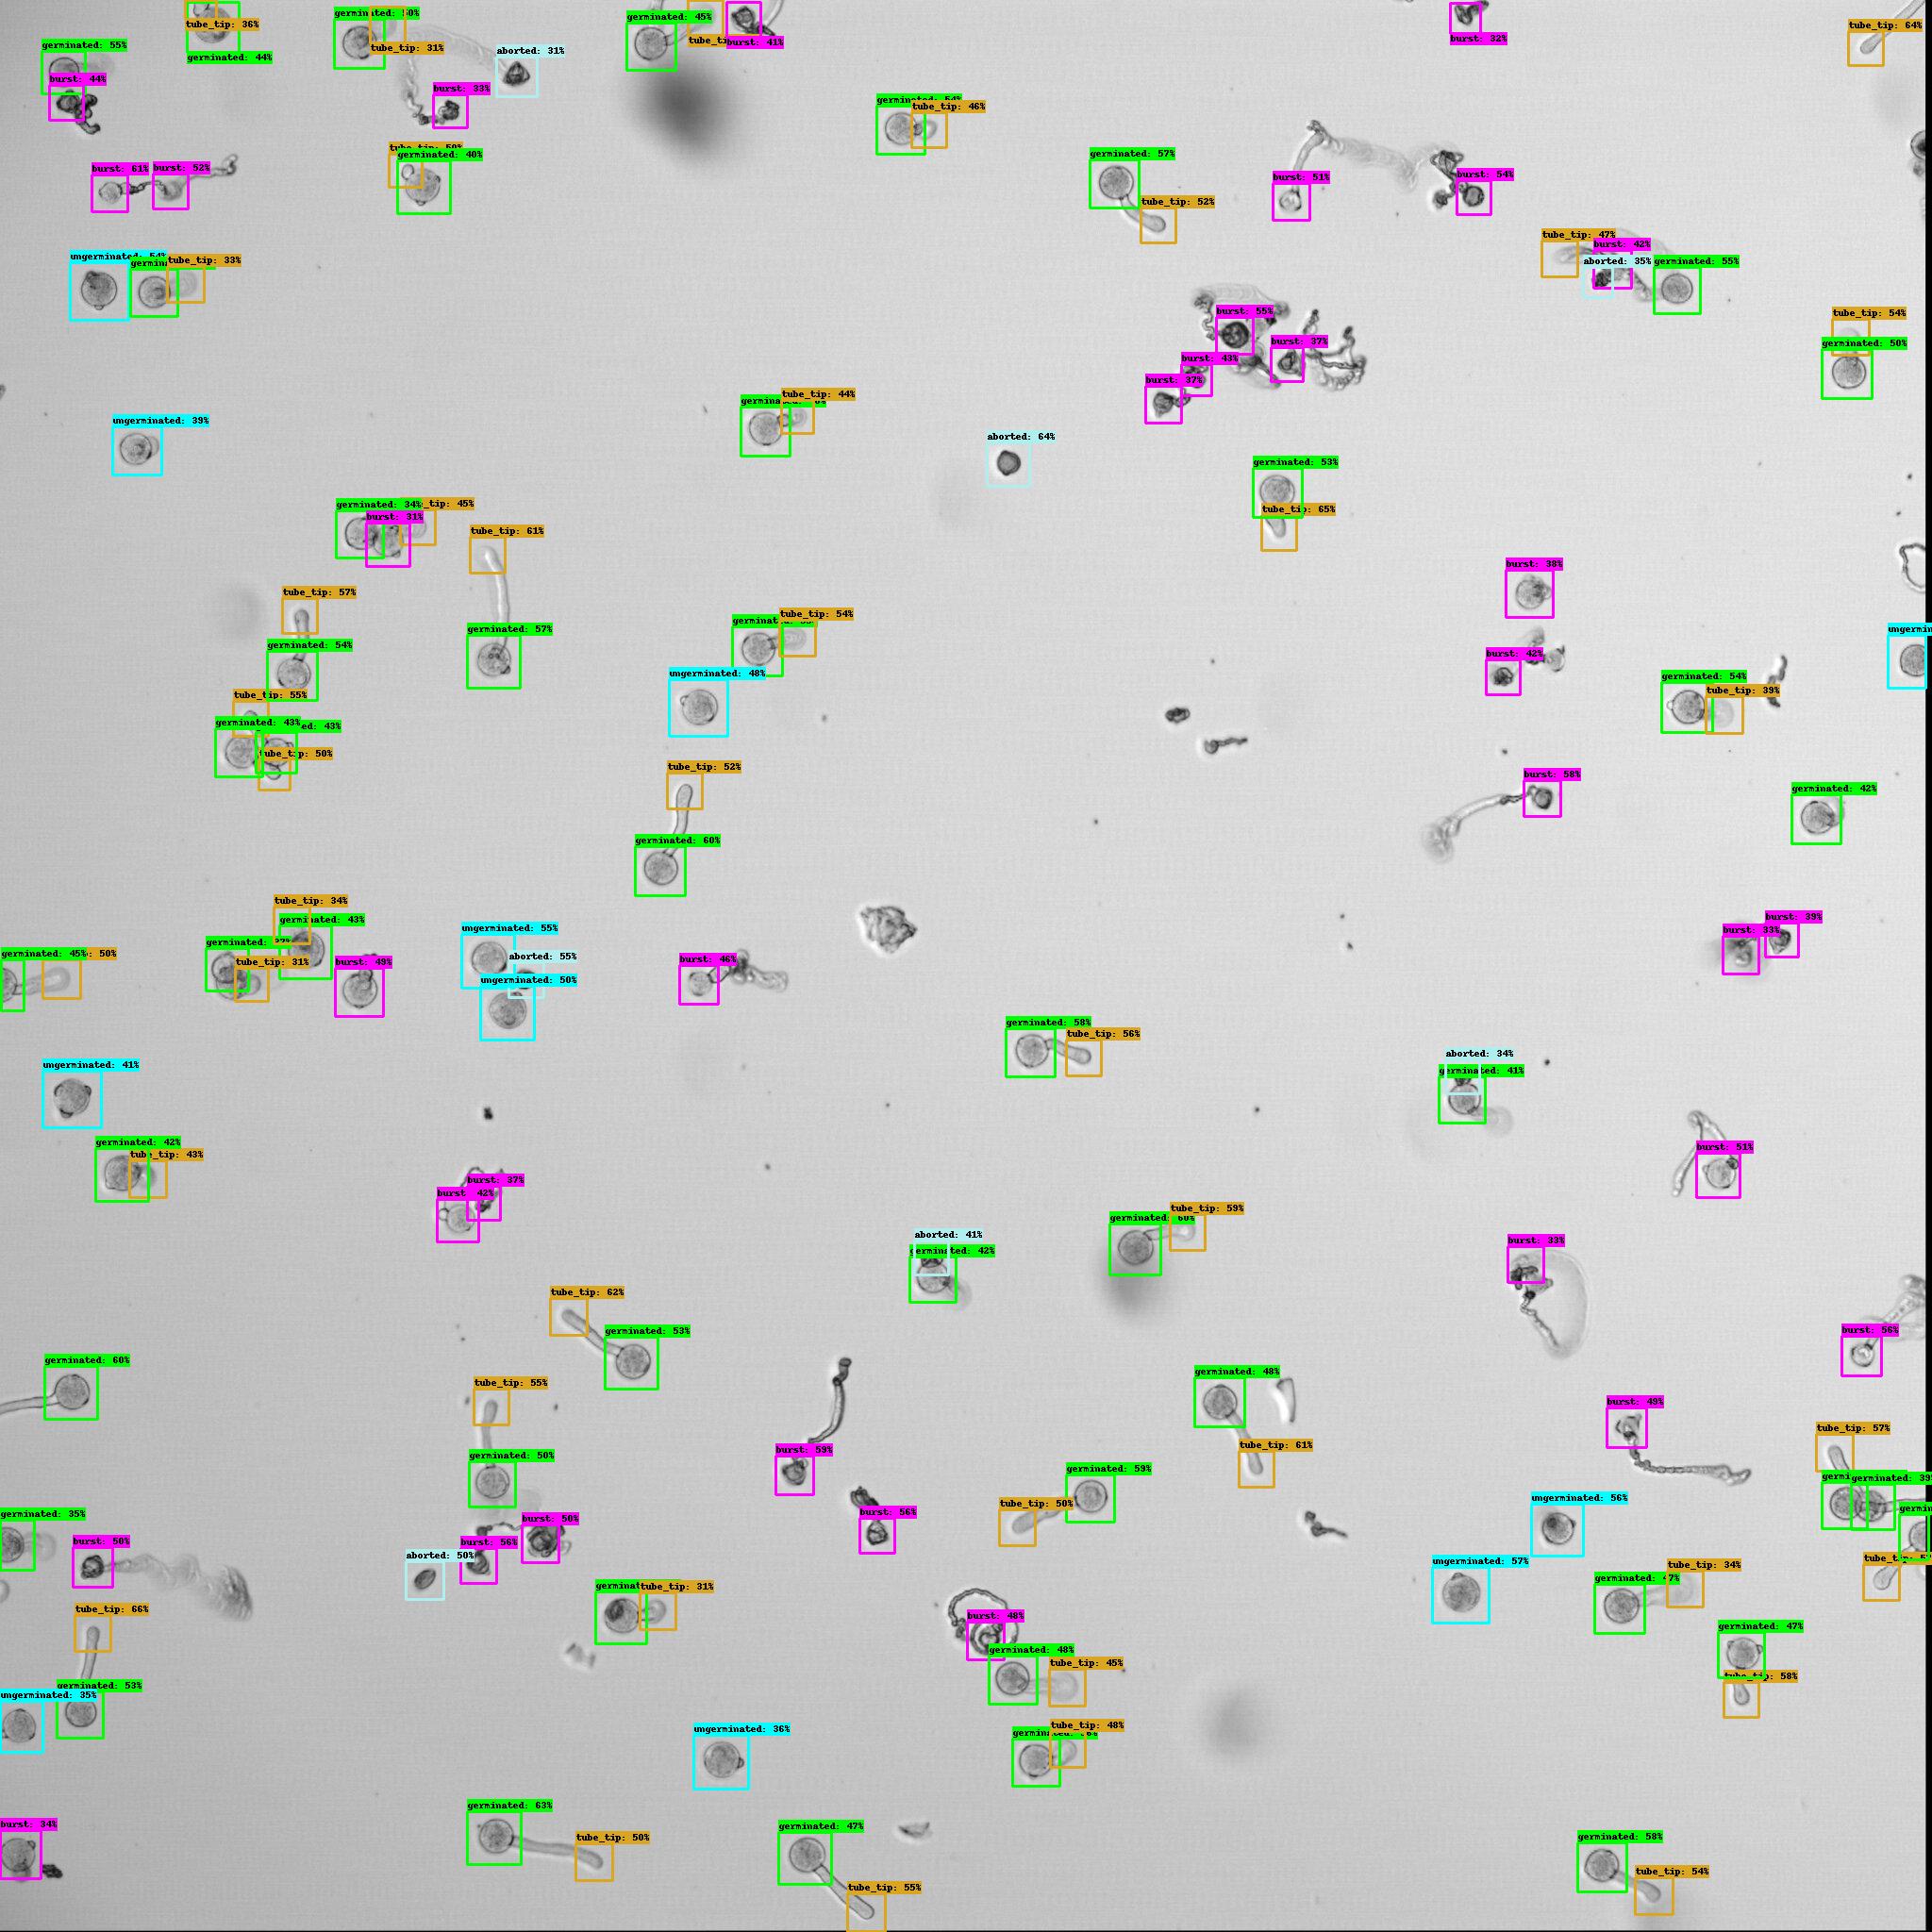 tube_tip: 36%
germinated: 44%
germinated: 50%
tube_tip: 31%
aborted: 31%
germinated: 45%
burst: 41%
burst: 32%
tube_tip: 64%
germinated: 55%
burst: 44%
burst: 33%
germinated: 54%
tube_tip: 46%
burst: 61%
burst: 52%
tube_tip: 50%
germinated: 40%
germinated: 57%
tube_tip: 52%
burst: 51%
burst: 54%
ungerminated: 54%
tube_tip: 33%
tube_tip: 47%
burst: 42%
aborted: 35%
germinated: 55%
burst: 55%
burst: 37%
burst: 43%
burst: 37%
tube_tip: 54%
germinated: 50%
ungerminated: 39%
tube_tip: 44%
aborted: 64%
germinated: 53%
tube_tip: 65%
germinated: 34%
tube_tip: 45%
burst: 31%
tube_tip: 61%
burst: 38%
tube_tip: 57%
germinated: 54%
germinated: 57%
tube_tip: 54%
ungerminated: 48%
burst: 42%
germinated: 54%
tube_tip: 39%
tube_tip: 55%
germinated: 43%
tube_tip: 50%
tube_tip: 52%
germinated: 60%
burst: 58%
germinated: 42%
tube_tip: 34%
germinated: 43%
tube_tip: 31%
burst: 49%
ungerminated: 55%
aborted: 55%
ungerminated: 50%
burst: 46%
burst: 39%
burst: 33%
germinated: 45%
germinated: 58%
tube_tip: 56%
ungerminated: 41%
aborted: 34%
germinated: 41%
germinated: 42%
tube_tip: 43%
burst: 37%
burst: 42%
burst: 51%
aborted: 41%
germinated: 42%
germinated: 60%
tube_tip: 59%
burst: 33%
tube_tip: 62%
germinated: 53%
burst: 56%
germinated: 60%
tube_tip: 55%
germinated: 50%
germinated: 48%
tube_tip: 61%
burst: 49%
tube_tip: 57%
burst: 59%
germinated: 59%
tube_tip: 50%
burst: 56%
germinated: 35%
burst: 50%
burst: 50%
burst: 56%
aborted: 50%
ungerminated: 56%
ungerminated: 57%
tube_tip: 34%
germinated: 47%
tube_tip: 31%
tube_tip: 66%
burst: 48%
germinated: 48%
tube_tip: 45%
germinated: 47%
tube_tip: 58%
germinated: 53%
ungerminated: 35%
ungerminated: 36%
tube_tip: 48%
burst: 34%
germinated: 63%
tube_tip: 50%
germinated: 47%
tube_tip: 55%
germinated: 58%
tube_tip: 54%